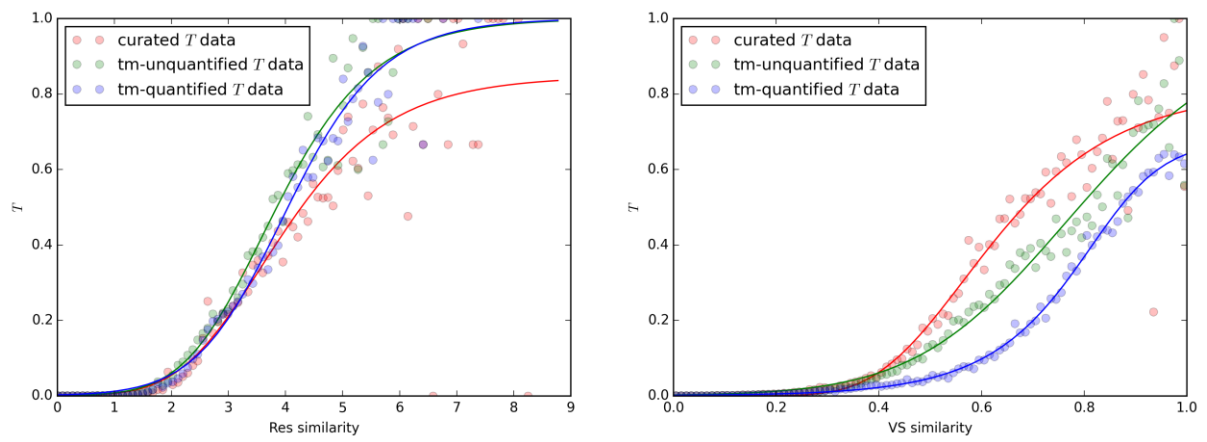 1.0
0.8
0.6
0.4
0.2
0.0
T
curated T data
tm-unquantified T data
tm-quantified T data
0 1 2 3 4 5 6 7 8 9
Res similarity
1.0
0.8
0.6
0.4
0.2
0.0
T
curated T data
tm-unquantified T data
tm-quantified T data
0.0 0.2 0.4 0.6 0.8 1.0
VS similarity